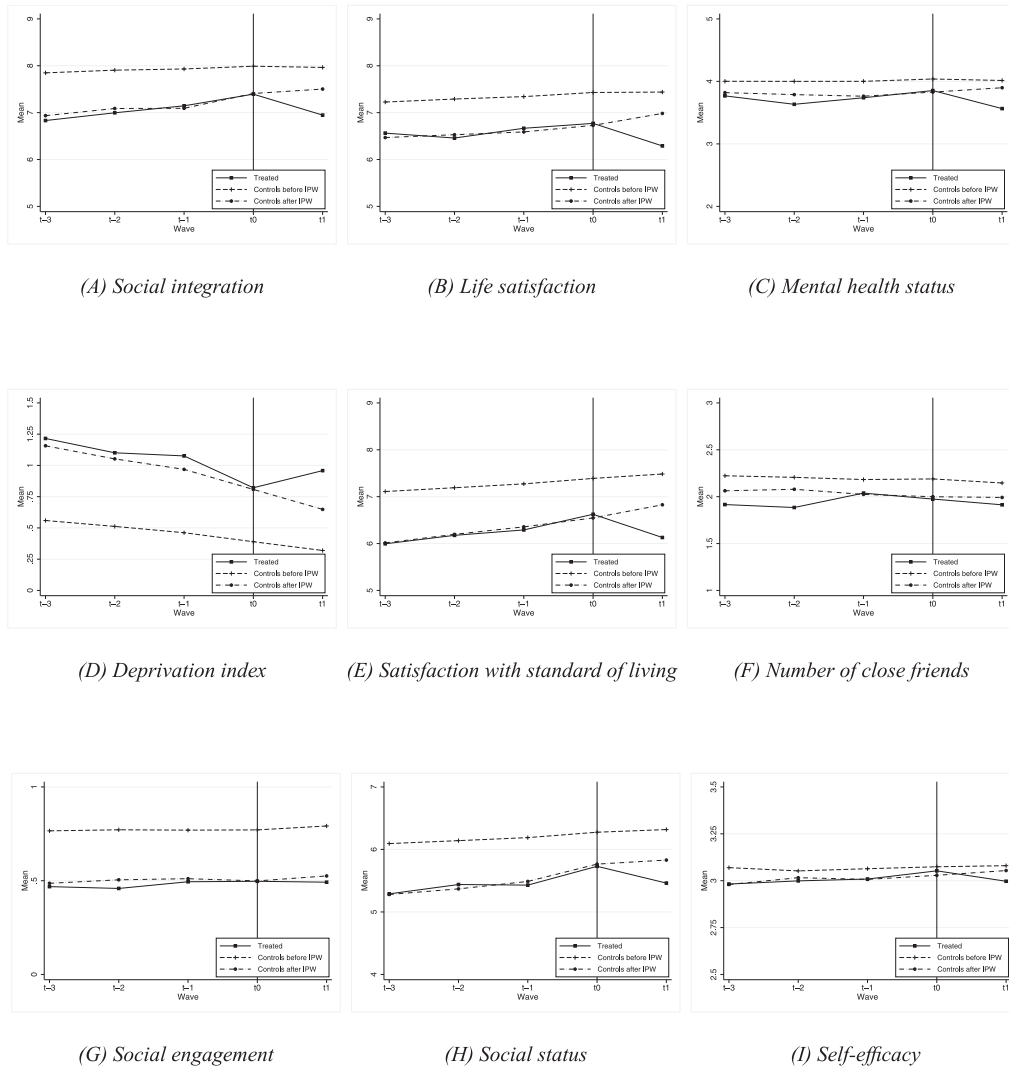 9
8
7
6
5
Mean
t–3
t–2
t–1
t0
t1
Wave
Treated
Controls before IPW
Controls after IPW
(A) Social integration
9
8
7
6
5
Mean
t–3
t–2
t–1
t0
t1
Wave
Treated
Controls before IPW
Controls after IPW
(B) Life satisfaction
5
4
3
2
Mean
t–3
t–2
t–1
t0
t1
Wave
Treated
Controls before IPW
Controls after IPW
(C) Mental health status
1.5
1.25
1
.75
.5
.25
0
Mean
t–3
t–2
t–1
t0
t1
Wave
Treated
Controls before IPW
Controls after IPW
(D) Deprivation index
9
8
7
6
5
Mean
t–3
t–2
t–1
t0
t1
Wave
Treated
Controls before IPW
Controls after IPW
(E) Satisfaction with standard of living
3
2.5
2
1.5
1
Mean
t–3
t–2
t–1
t0
t1
Wave
Treated
Controls before IPW
Controls after IPW
(F) Number of close friends
1
.5
0
Mean
t–3
t–2
t–1
t0
t1
Wave
Treated
Controls before IPW
Controls after IPW
(G) Social engagement
7
6
5
4
Mean
t–3
t–2
t–1
t0
t1
Wave
Treated
Controls before IPW
Controls after IPW
(H) Social status
3.5
3.25
3
2.75
2.5
Mean
t–3
t–2
t–1
t0
t1
Wave
Treated
Controls before IPW
Controls after IPW
(I) Self-efficacy